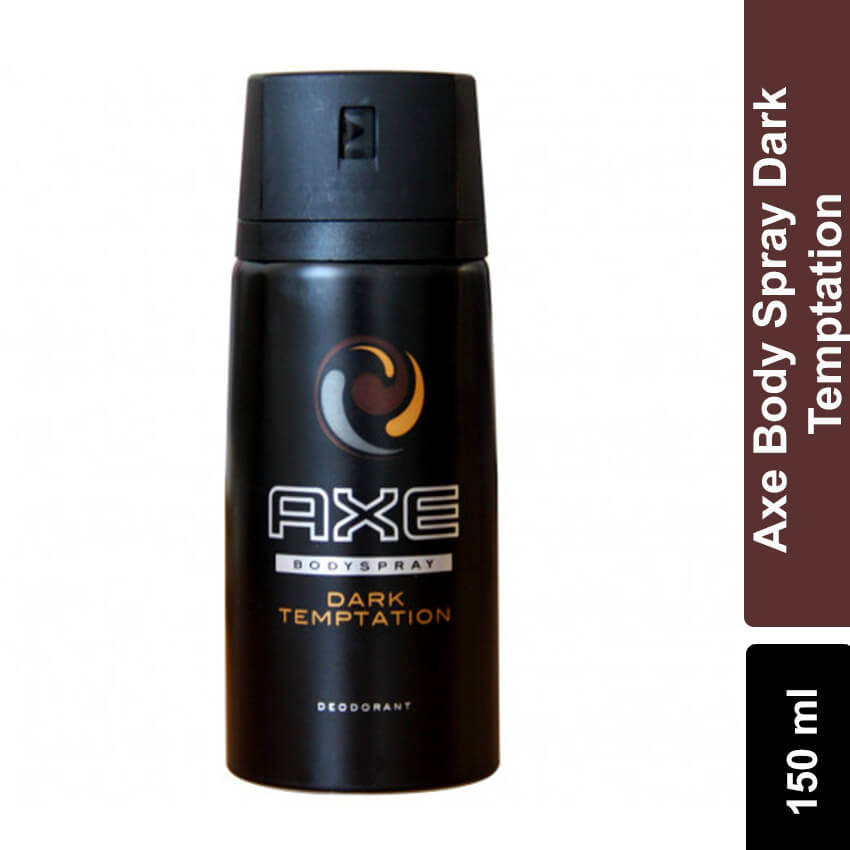 AXE
BODYSPRAY
DARK
TEMPTATION
DEODORANT
Axe Body Spray Dark
Temptation
150 ml